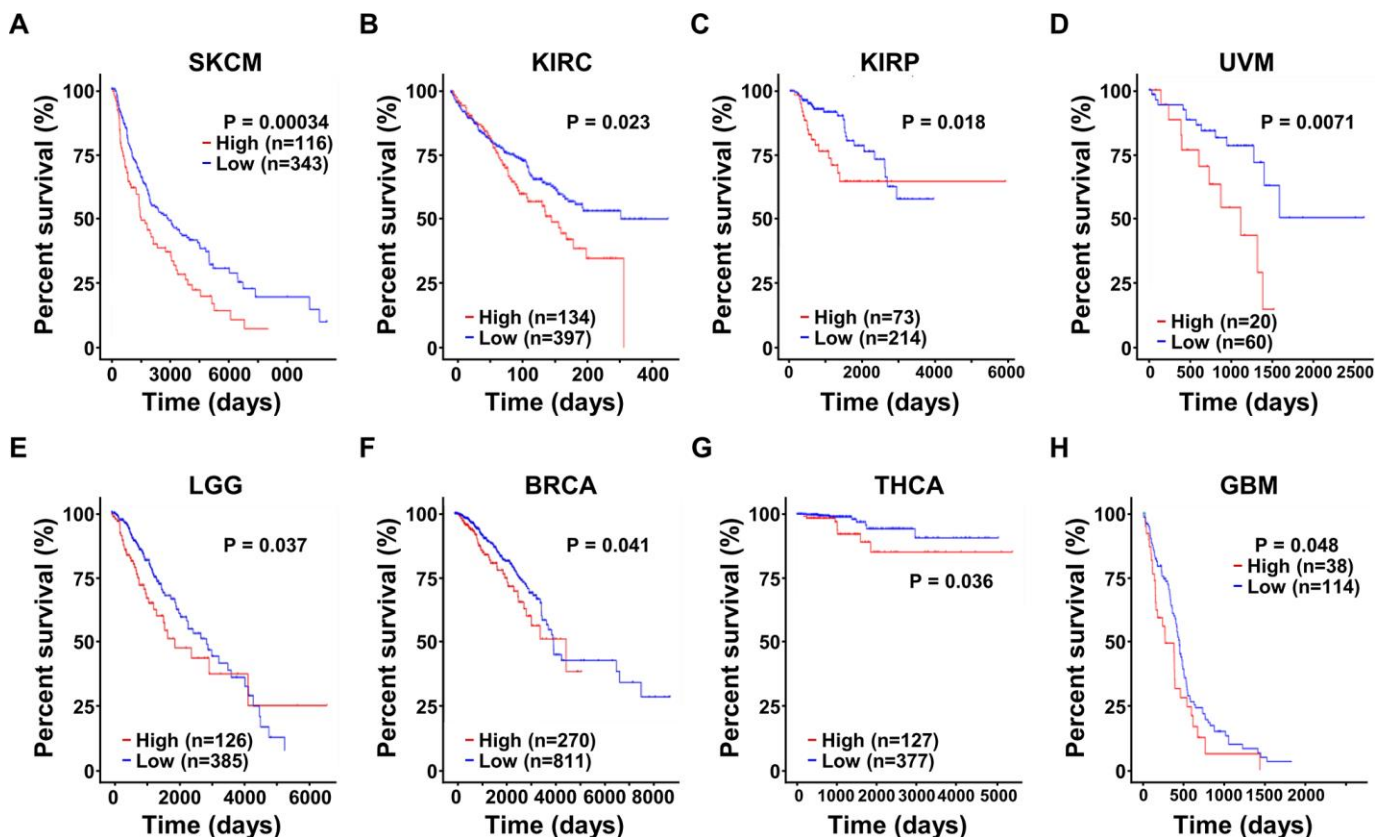 A
SKCM
Percent survival (%)
100
75
50
25
0
P = 0.00034
High (n=116)
Low (n=343)
0 3000 6000 000
Time (days)
B
KIRC
Percent survival (%)
100
75
50
25
0
P = 0.023
High (n=134)
Low (n=397)
0 100 200 400
Time (days)
C
KIRP
Percent survival (%)
100
75
50
25
0
P = 0.018
High (n=73)
Low (n=214)
0 2000 4000 6000
Time (days)
D
UVM
Percent survival (%)
100
75
50
25
0
P = 0.0071
High (n=20)
Low (n=60)
0 500 1000 1500 2000 2500
Time (days)
E
LGG
Percent survival (%)
100
75
50
25
0
P = 0.037
High (n=126)
Low (n=385)
0 2000 4000 6000
Time (days)
F
BRCA
Percent survival (%)
100
75
50
25
0
P = 0.041
High (n=270)
Low (n=811)
0 2000 4000 6000 8000
Time (days)
G
THCA
Percent survival (%)
100
75
50
25
0
P = 0.036
High (n=127)
Low (n=377)
0 1000 2000 3000 4000 5000
Time (days)
H
GBM
Percent survival (%)
100
75
50
25
0
P = 0.048
High (n=38)
Low (n=114)
0 500 1000 1500 2000
Time (days)